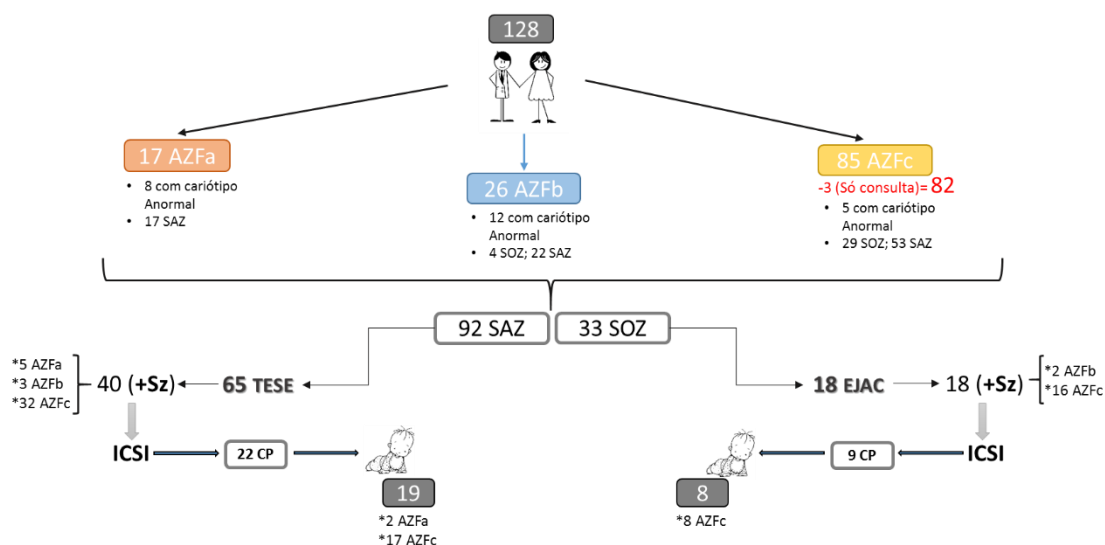 128
17 AZFa
• 8 com cariótipo
Anormal
• 17 SAZ
26 AZFb
• 12 com cariótipo
Anormal
• 4 SOZ; 22 SAZ
85 AZFc
-3 (Só consulta)= 82
• 5 com cariótipo
Anormal
• 29 SOZ; 53 SAZ
92 SAZ
33 SOZ
*5 AZFa
*3 AZFb
*32 AZFc
40 (+Sz)
65 TESE
18 EJAC
18 (+Sz)
*2 AZFb
*16 AZFc
ICSI
22 CP
9 CP
ICSI
19
*2 AZFa
*17 AZFc
8
*8 AZFc